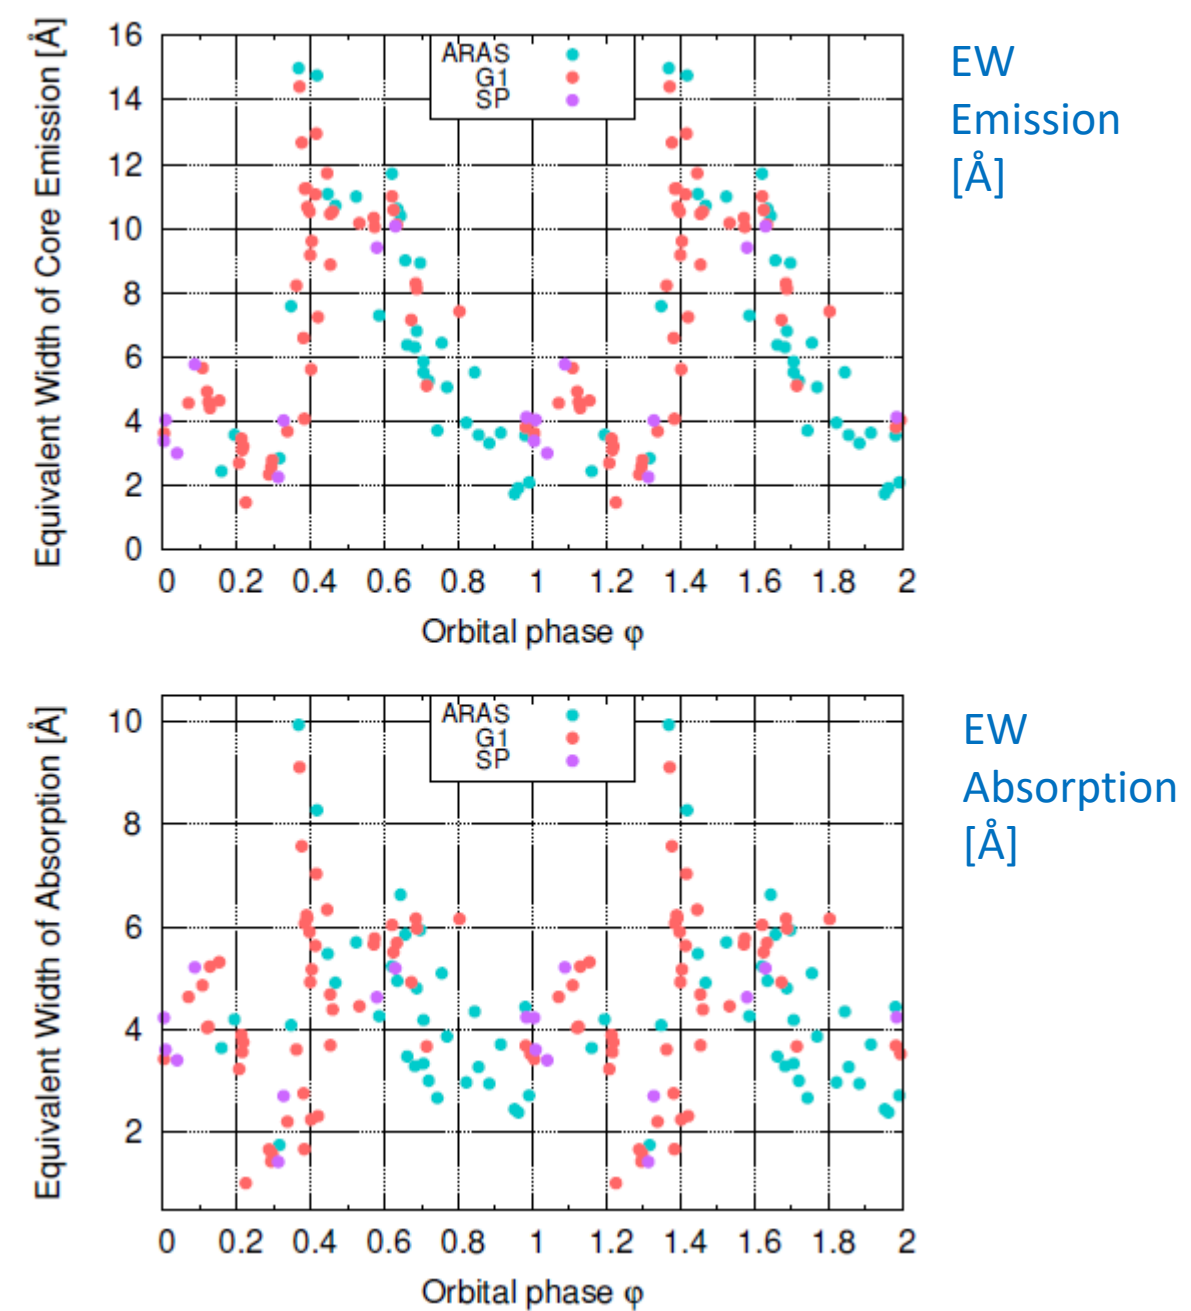 Equivalent Width of Core Emission [Å]
16
14
12
10
8
6
4
2
0
ARAS
G1
SP
0 0.2 0.4 0.6 0.8 1 1.2 1.4 1.6 1.8 2
Orbital phase φ
EW
Emission
[Å]
Equivalent Width of Absorption [Å]
10
8
6
4
2
ARAS
G1
SP
0 0.2 0.4 0.6 0.8 1 1.2 1.4 1.6 1.8 2
Orbital phase φ
EW
Absorption
[Å]